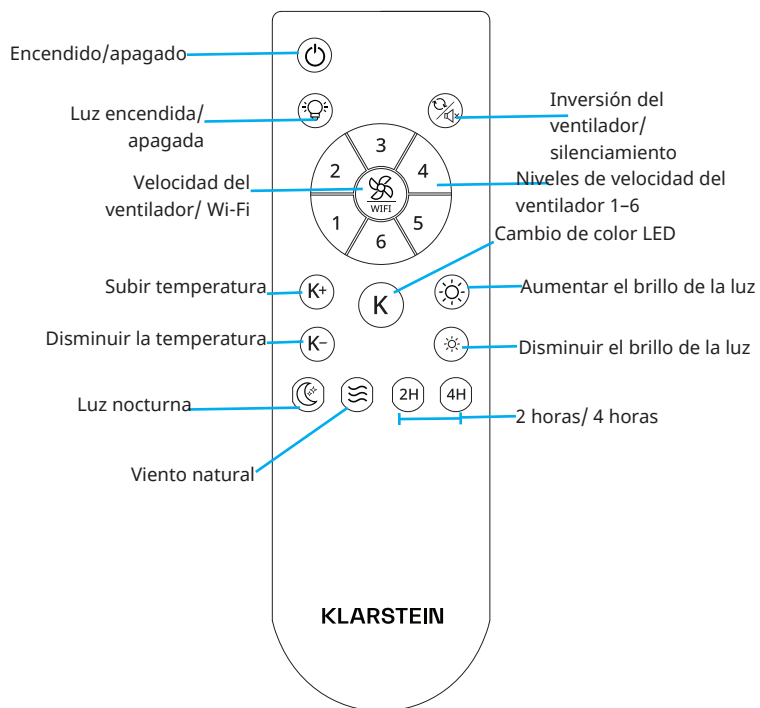 Encendido/apagado
Luz encendida/
apagada
Inversión del
ventilador/
silenciamiento
3
2
4
Velocidad del
ventilador/ Wi-Fi
WIFI
Niveles de velocidad del
ventilador 1–6
1
5
6
Cambio de color LED
Subir temperatura
K+
K
Aumentar el brillo de la luz
Disminuir la temperatura
K−
Disminuir el brillo de la luz
Luz nocturna
2H
4H
2 horas/ 4 horas
Viento natural
KLARSTEIN